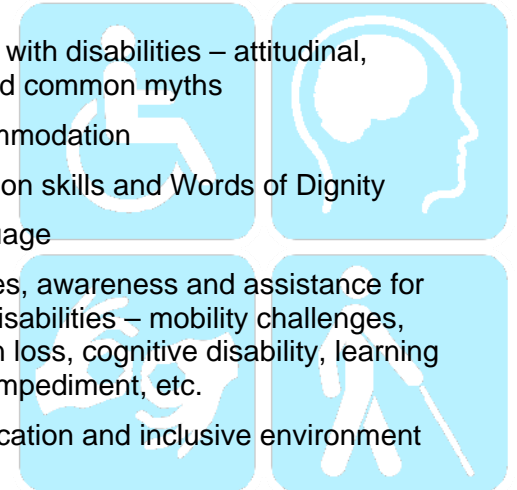 with disabilities – attitudinal,
d common myths
mmodation
on skills and Words of Dignity
uage
es, awareness and assistance for
isabilities – mobility challenges,
n loss, cognitive disability, learning
mpediment, etc.
cation and inclusive environment